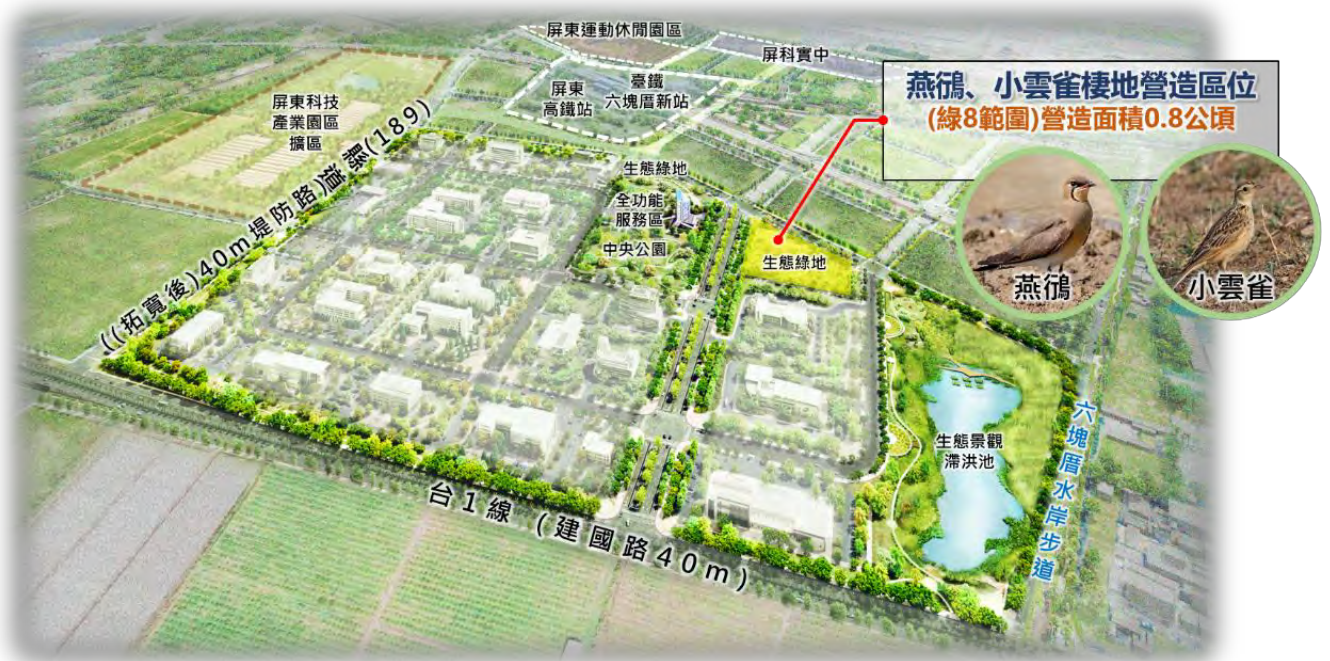 屏東運動休閒園區
屏科實中
屏東
高鐵站
臺鐵
六塊厝新站
屏東科技
產業園區
擴區
燕鴴、小雲雀棲地營造區位
(綠8範圍)營造面積0.8公頃
燕鴴
小雲雀
生態綠地
全功能
服務區
中央公園
生態綠地
((拓寬後)40m堤防路)道縣(189)
生態景觀
滯洪池
六塊厝水岸步道
台1線 (建國路40m)